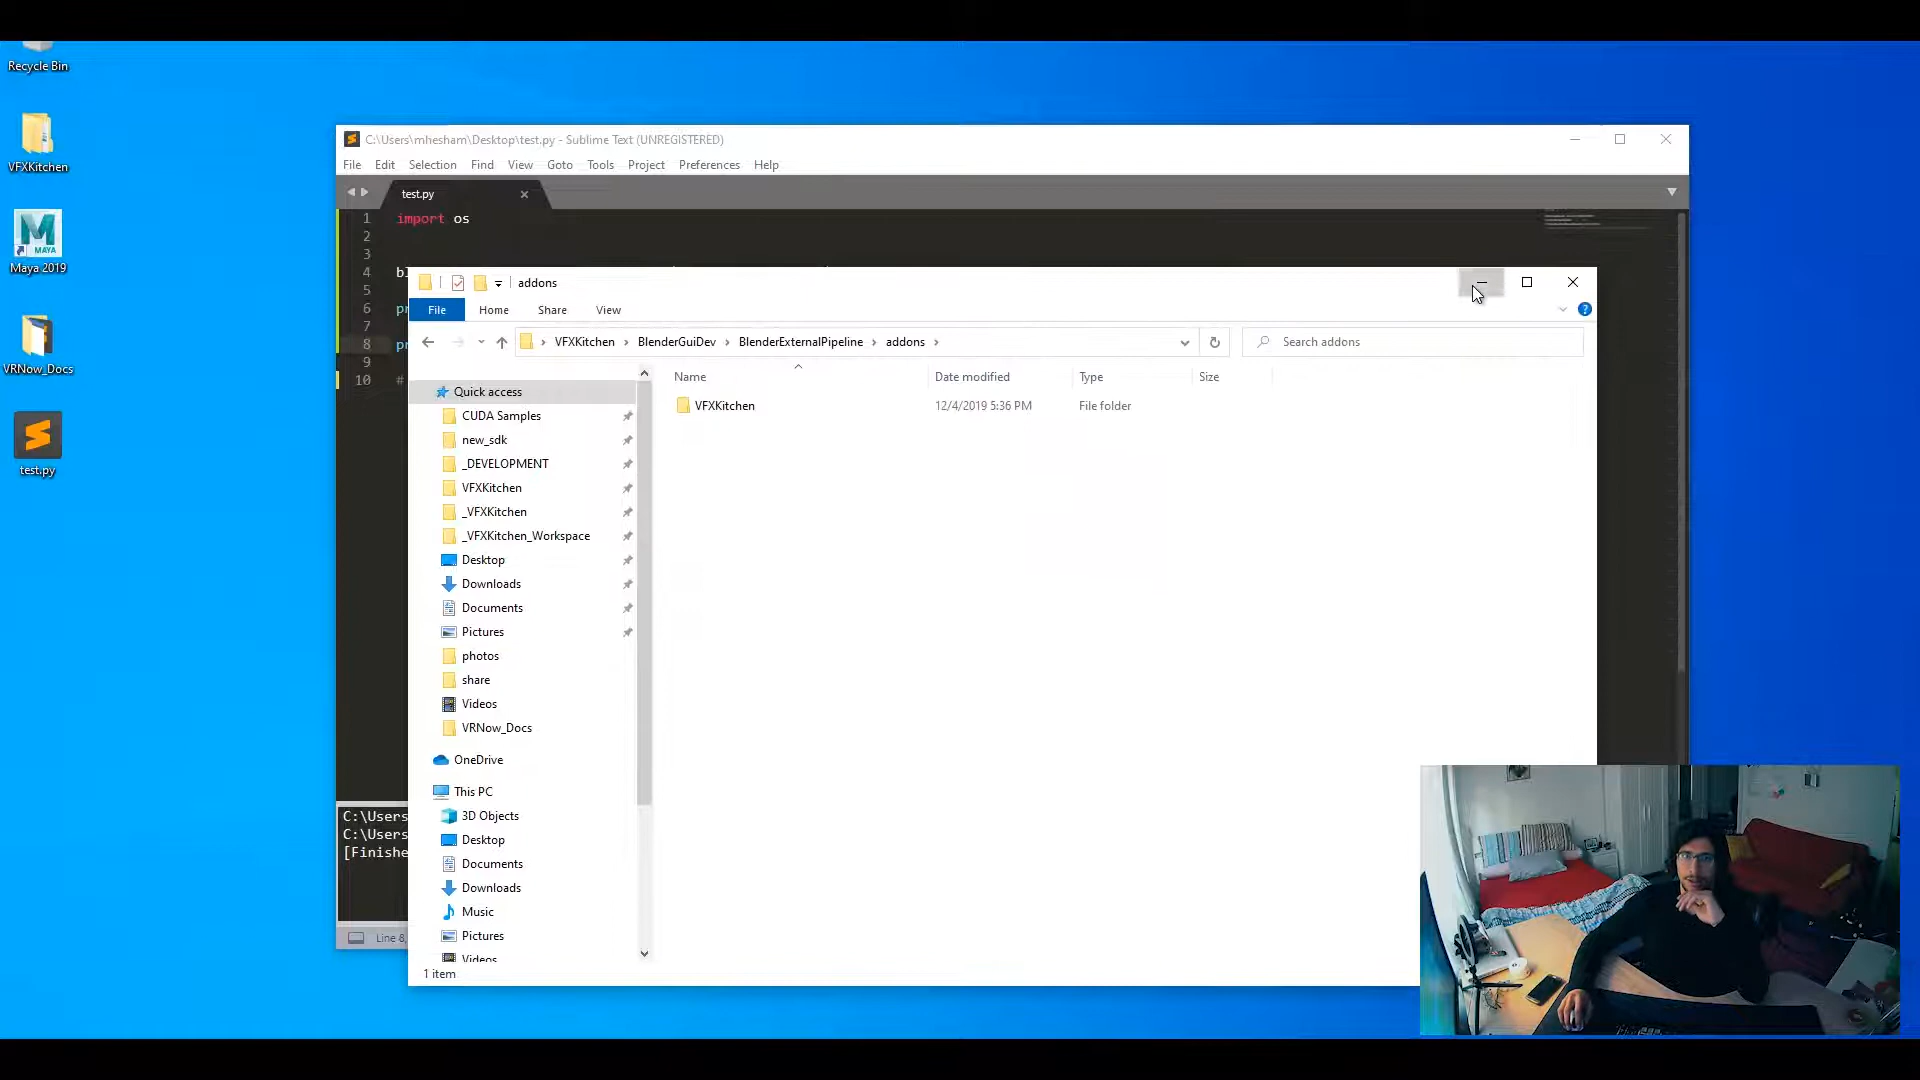 Recycle Bin
VFXKitchen
MAYA
Maya 2019
VRNow_Docs
test.py
C:\Users\mhesham\Desktop\test.py - Sublime Text (UNREGISTERED)
File Edit Selection Find View Goto Tools Project Preferences Help
test.py
1 import os
2
3
4
5
6
7
8
9
10 #
addons
File Home Share View
VFXKitchen › BlenderGuiDev › BlenderExternalPipeline › addons ›
Search addons
Name Date modified Type Size
VFXKitchen 12/4/2019 5:36 PM File folder
Quick access
CUDA Samples
new_sdk
_DEVELOPMENT
VFXKitchen
_VFXKitchen
_VFXKitchen_Workspace
Desktop
Downloads
Documents
Pictures
photos
share
Videos
VRNow_Docs
OneDrive
This PC
3D Objects
Desktop
Documents
Downloads
Music
Pictures
Videos
1 item
C:\Users
C:\Users
[Finishe
Line 8,